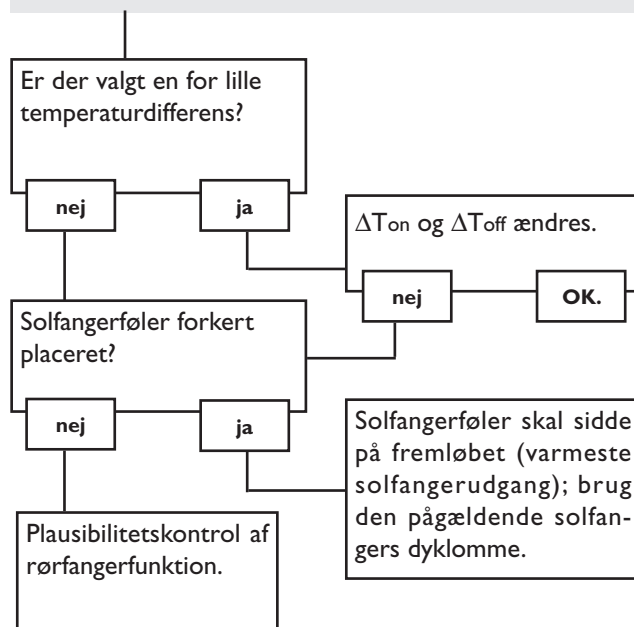 Er der valgt en for lille
temperaturdifferens?
nej
ja
ΔTon og ΔToff ændres.
nej
OK.
Solfangerføler forkert
placeret?
nej
ja
Solfangerføler skal sidde
på fremløbet (varmeste
solfangerudgang); brug
den pågældende solfan-
gers dyklomme.
Plausibilitetskontrol af
rørfangerfunktion.